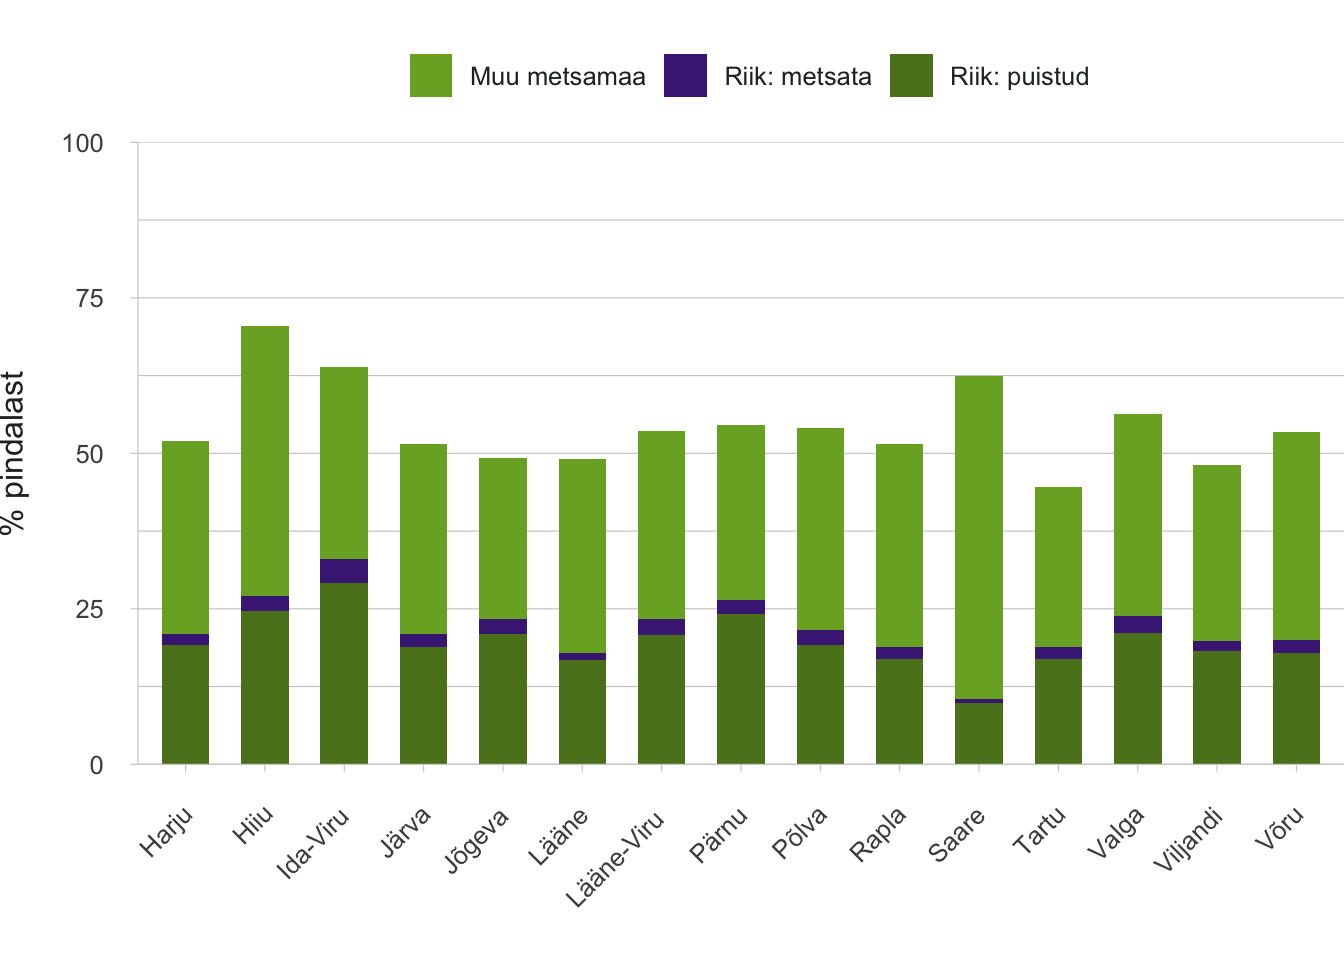 Muu metsamaa Riik: metsata Riik: puistud
100
75
50
25
0
% pindalast
Harju Hiiu Ida-Viru Järva Jõgeva Lääne Lääne-Viru Pärnu Põlva Rapla Saare Tartu Valga Viljandi Võru